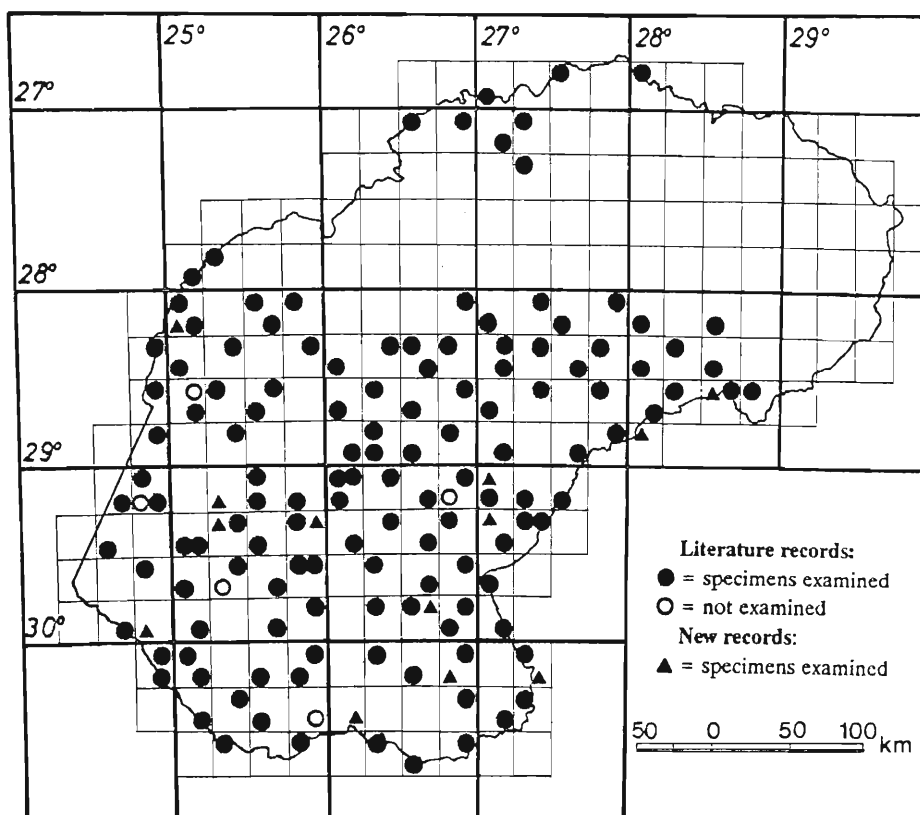 25° 26° 27° 28° 29°
27°
28°
29°
30°
Literature records:
= specimens examined
= not examined
New records:
= specimens examined
50 0 50 100 km